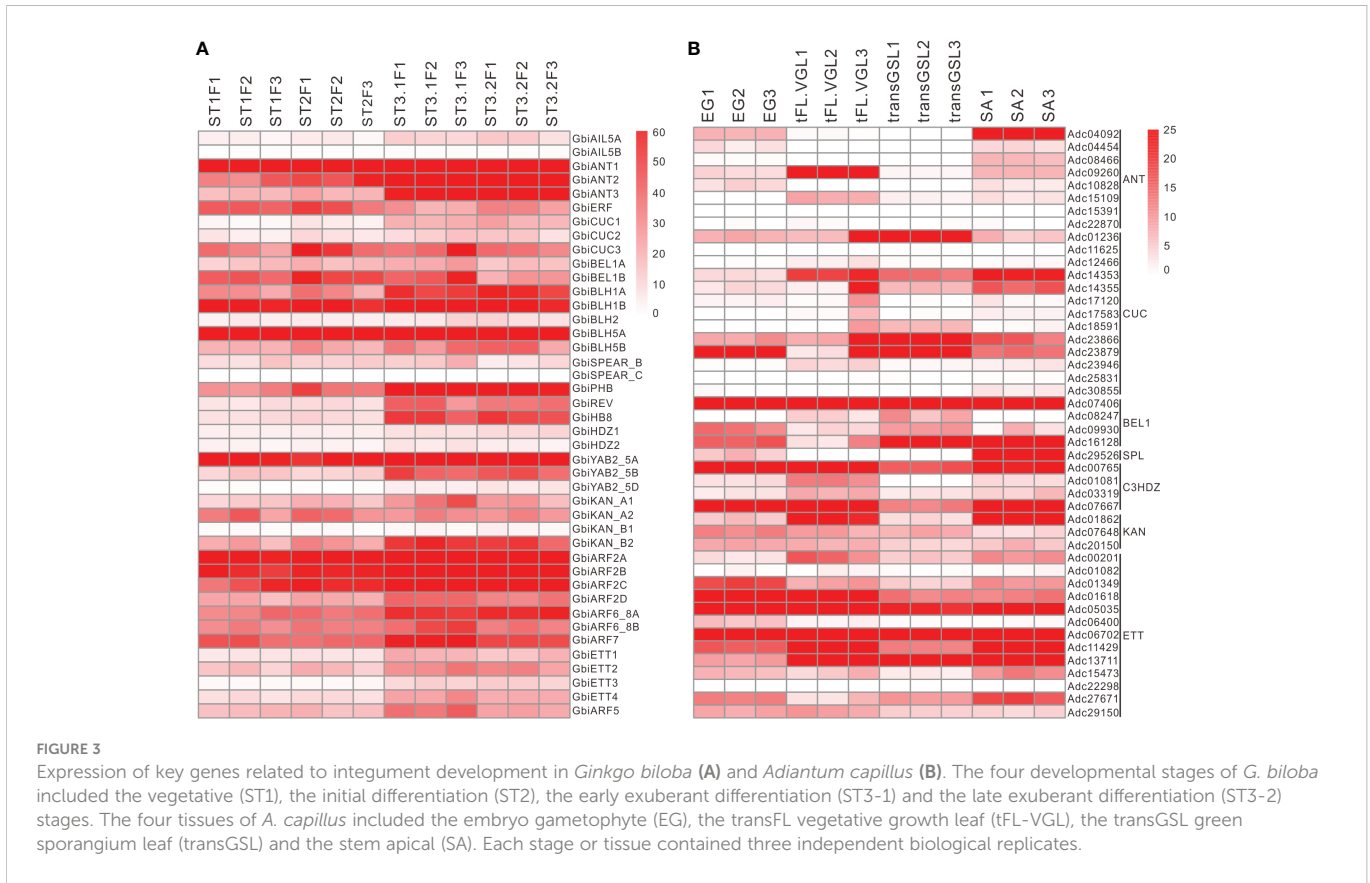 A
B
ST1F1
ST1F2
ST1F3
ST2F1
ST2F2
ST2F3
ST3.1F1
ST3.1F2
ST3.1F3
ST3.2F1
ST3.2F2
ST3.2F3
GbiAIL5A
GbiAIL5B
GbiANT1
GbiANT2
GbiANT3
GbiERF
GbiCUC1
GbiCUC2
GbiCUC3
GbiBEL1A
GbiBEL1B
GbiBLH1A
GbiBLH1B
GbiBLH2
GbiBLH5A
GbiBLH5B
GbiSPEAR_B
GbiSPEAR_C
GbiPHB
GbiREV
GbiHB8
GbiHDZ1
GbiHDZ2
GbiYAB2_5A
GbiYAB2_5B
GbiYAB2_5D
GbiKAN_A1
GbiKAN_A2
GbiKAN_B1
GbiKAN_B2
GbiARF2A
GbiARF2B
GbiARF2C
GbiARF2D
GbiARF6_8A
GbiARF6_8B
GbiARF7
GbiETT1
GbiETT2
GbiETT3
GbiETT4
GbiARF5
60
50
40
30
20
10
0
EG1
EG2
EG3
tFL.VGL1
tFL.VGL2
tFL.VGL3
transGSL1
transGSL2
transGSL3
SA1
SA2
SA3
Adc04092
Adc04454
Adc08466
Adc09260
Adc10828
Adc15109
Adc15391
Adc22870
Adc01236
Adc11625
Adc12466
Adc14353
Adc14355
Adc17120
Adc17583
Adc18591
Adc23866
Adc23879
Adc23946
Adc25831
Adc30855
Adc07406
Adc08247
Adc09930
Adc16128
Adc29526
Adc00765
Adc01081
Adc03319
Adc07667
Adc01862
Adc07648
Adc20150
Adc00201
Adc01082
Adc01349
Adc01618
Adc05035
Adc06400
Adc06702
Adc11429
Adc13711
Adc15473
Adc22298
Adc27671
Adc29150
ANT
CUC
BEL1
SPL
C3HDZ
KAN
ETT
25
20
15
10
5
0
FIGURE 3
Expression of key genes related to integument development in Ginkgo biloba (A) and Adiantum capillus (B). The four developmental stages of G. biloba
included the vegetative (ST1), the initial differentiation (ST2), the early exuberant differentiation (ST3-1) and the late exuberant differentiation (ST3-2)
stages. The four tissues of A. capillus included the embryo gametophyte (EG), the transFL vegetative growth leaf (tFL-VGL), the transGSL green
sporangium leaf (transGSL) and the stem apical (SA). Each stage or tissue contained three independent biological replicates.